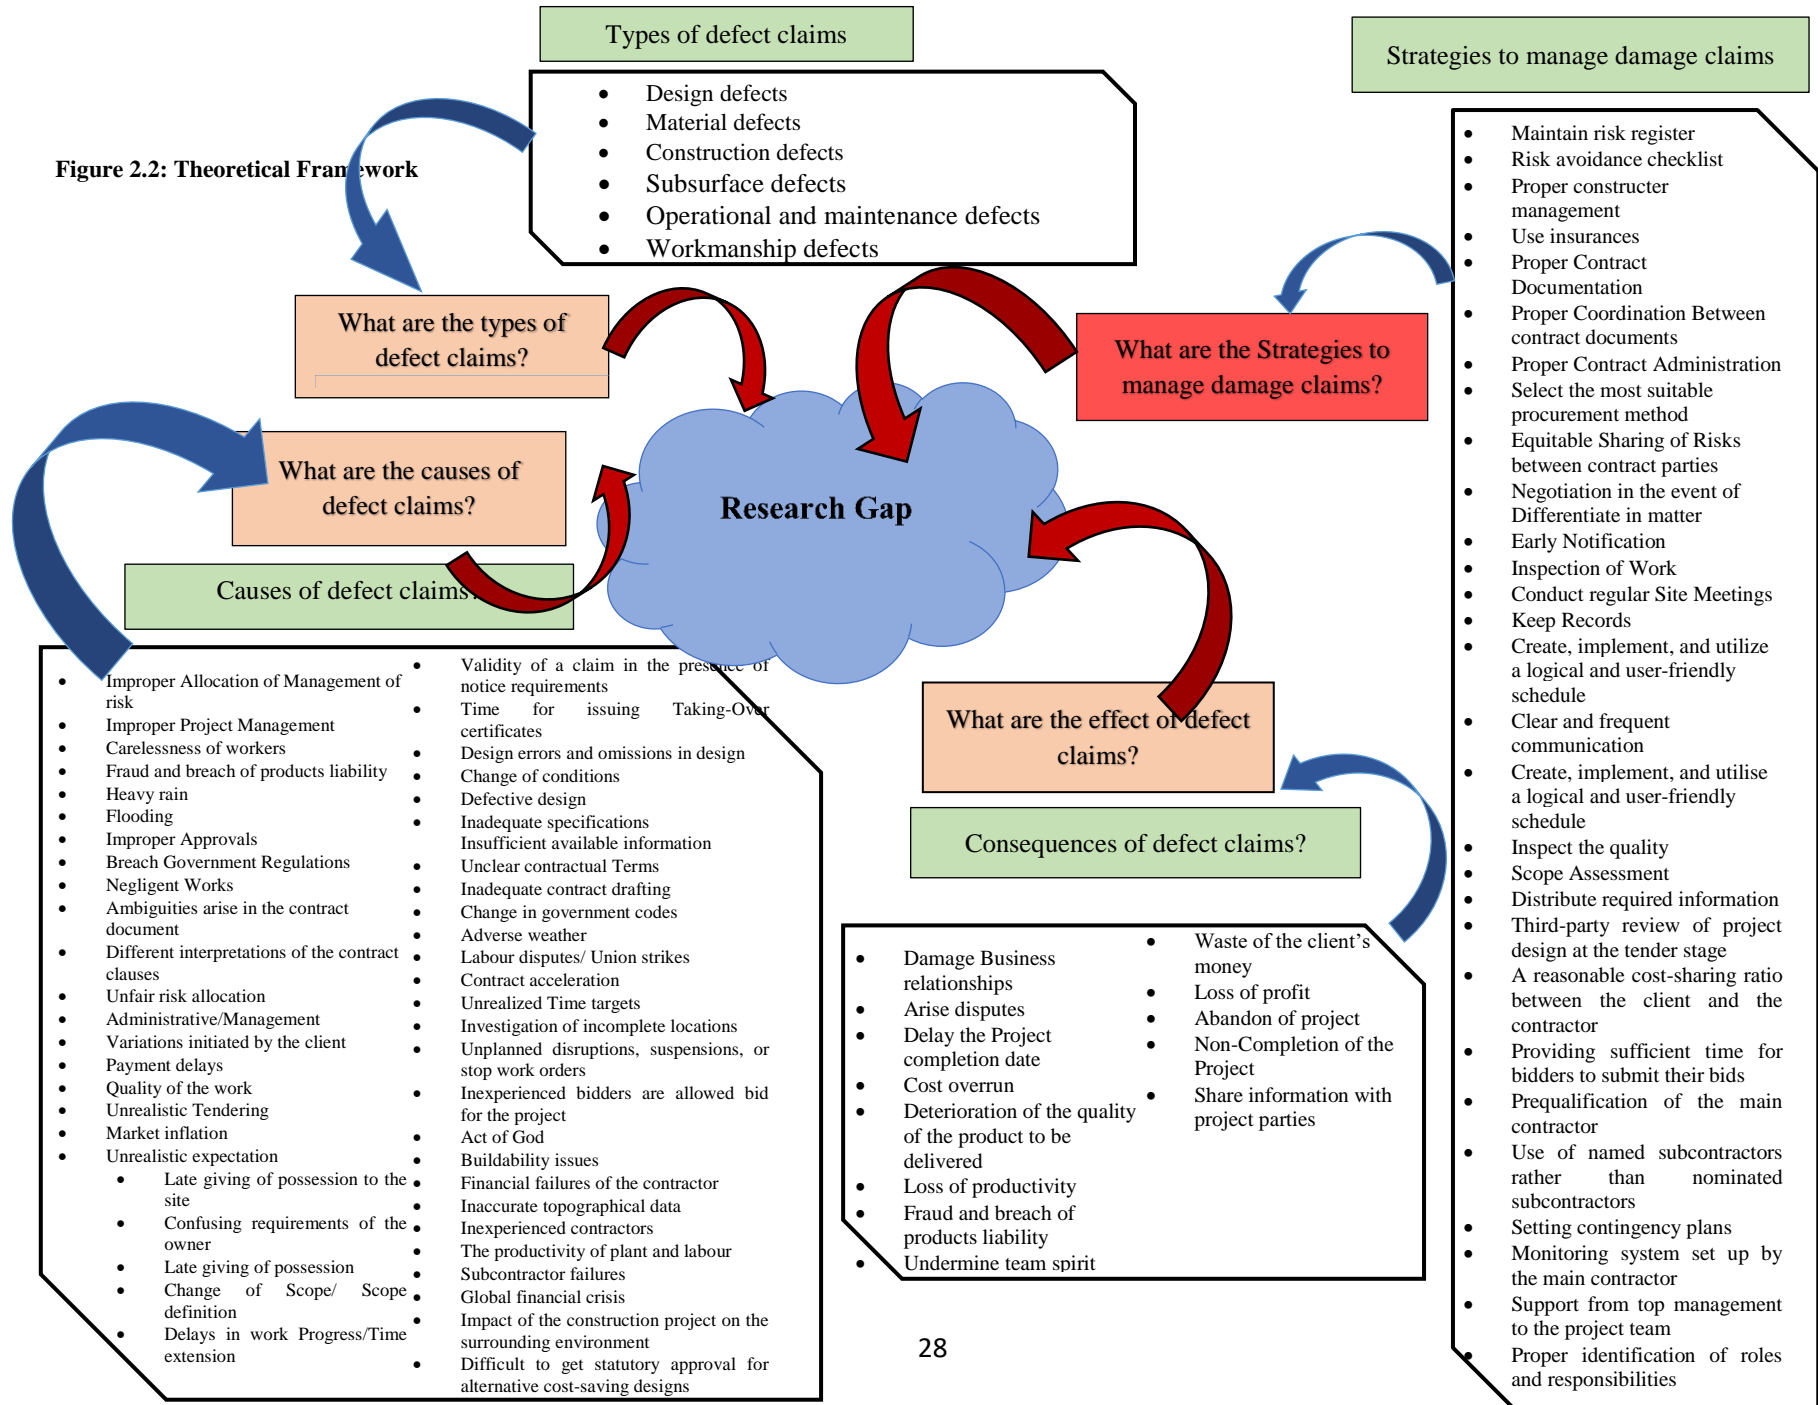 Types of defect claims
• Design defects
• Material defects
• Construction defects
• Subsurface defects
• Operational and maintenance defects
• Workmanship defects
Strategies to manage damage claims
• Maintain risk register
• Risk avoidance checklist
• Proper constructer
management
• Use insurances
• Proper Contract
Documentation
• Proper Coordination Between
contract documents
• Proper Contract Administration
• Select the most suitable
procurement method
• Equitable Sharing of Risks
between contract parties
• Negotiation in the event of
Differentiate in matter
• Early Notification
• Inspection of Work
• Conduct regular Site Meetings
• Keep Records
• Create, implement, and utilize
a logical and user-friendly
schedule
• Clear and frequent
communication
• Create, implement, and utilise
a logical and user-friendly
schedule
• Inspect the quality
• Scope Assessment
• Distribute required information
• Third-party review of project
design at the tender stage
• A reasonable cost-sharing ratio
between the client and the
contractor
• Providing sufficient time for
bidders to submit their bids
• Prequalification of the main
contractor
• Use of named subcontractors
rather than nominated
subcontractors
• Setting contingency plans
• Monitoring system set up by
the main contractor
• Support from top management
to the project team
• Proper identification of roles
and responsibilities
Figure 2.2: Theoretical Framework
What are the types of
defect claims?
What are the Strategies to
manage damage claims?
What are the causes of
defect claims?
Research Gap
Causes of defect claims?
• Improper Allocation of Management of
risk
• Improper Project Management
• Carelessness of workers
• Fraud and breach of products liability
• Heavy rain
• Flooding
• Improper Approvals
• Breach Government Regulations
• Negligent Works
• Ambiguities arise in the contract
document
• Different interpretations of the contract
clauses
• Unfair risk allocation
• Administrative/Management
• Variations initiated by the client
• Payment delays
• Quality of the work
• Unrealistic Tendering
• Market inflation
• Unrealistic expectation
• Late giving of possession to the
site
• Confusing requirements of the
owner
• Late giving of possession
• Change of Scope/ Scope
definition
• Delays in work Progress/Time
extension
• Validity of a claim in the presence of
notice requirements
• Time for issuing Taking-Over
certificates
• Design errors and omissions in design
• Change of conditions
• Defective design
• Inadequate specifications
Insufficient available information
• Unclear contractual Terms
• Inadequate contract drafting
• Change in government codes
• Adverse weather
• Labour disputes/ Union strikes
• Contract acceleration
• Unrealized Time targets
• Investigation of incomplete locations
• Unplanned disruptions, suspensions, or
stop work orders
• Inexperienced bidders are allowed bid
for the project
• Act of God
• Buildability issues
• Financial failures of the contractor
• Inaccurate topographical data
• Inexperienced contractors
• The productivity of plant and labour
• Subcontractor failures
• Global financial crisis
• Impact of the construction project on the
surrounding environment
• Difficult to get statutory approval for
alternative cost-saving designs
What are the effect of defect
claims?
Consequences of defect claims?
• Damage Business
relationships
• Arise disputes
• Delay the Project
completion date
• Cost overrun
• Deterioration of the quality
of the product to be
delivered
• Loss of productivity
• Fraud and breach of
products liability
• Undermine team spirit
• Waste of the client's
money
• Loss of profit
• Abandon of project
• Non-Completion of the
Project
• Share information with
project parties
28